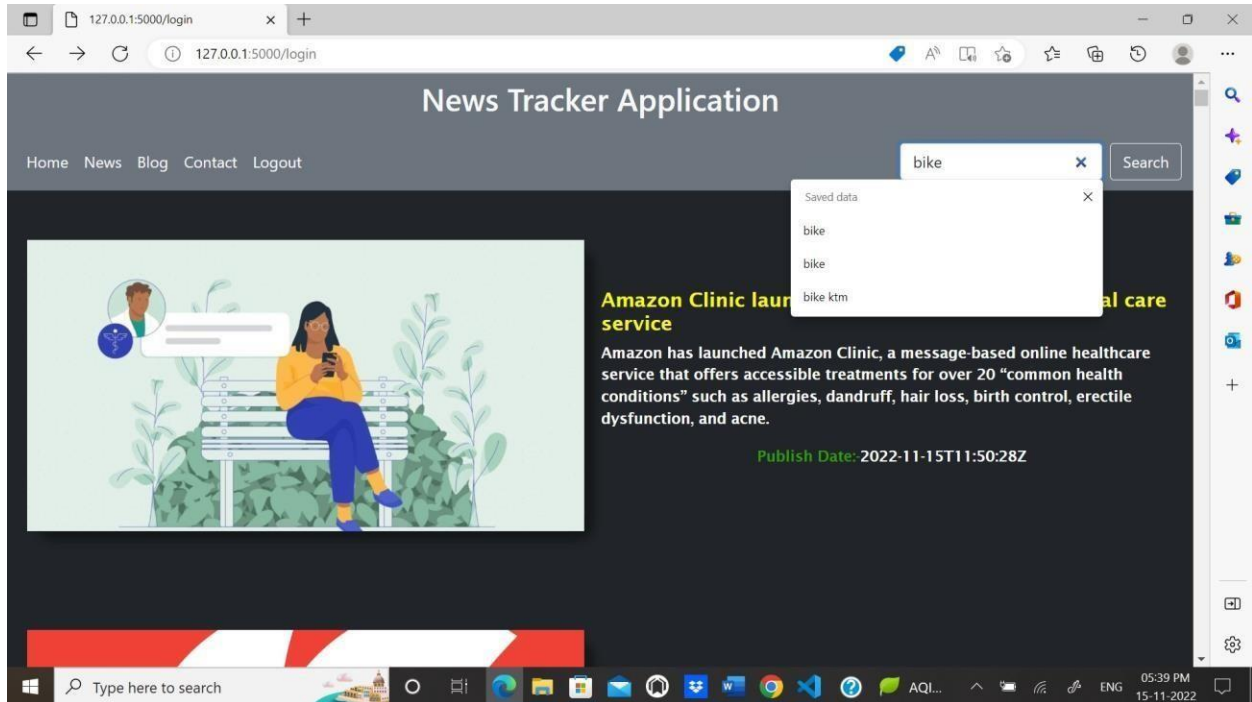 127.0.0.1:5000/login
127.0.0.1:5000/login
News Tracker Application
Home News Blog Contact Logout
bike
Search
Saved data
bike
bike
bike ktm
Amazon Clinic laun al care
service
Amazon has launched Amazon Clinic, a message-based online healthcare
service that offers accessible treatments for over 20 “common health
conditions” such as allergies, dandruff, hair loss, birth control, erectile
dysfunction, and acne.
Publish Date:-2022-11-15T11:50:28Z
Type here to search
AQI...
ENG
05:39 PM
15-11-2022